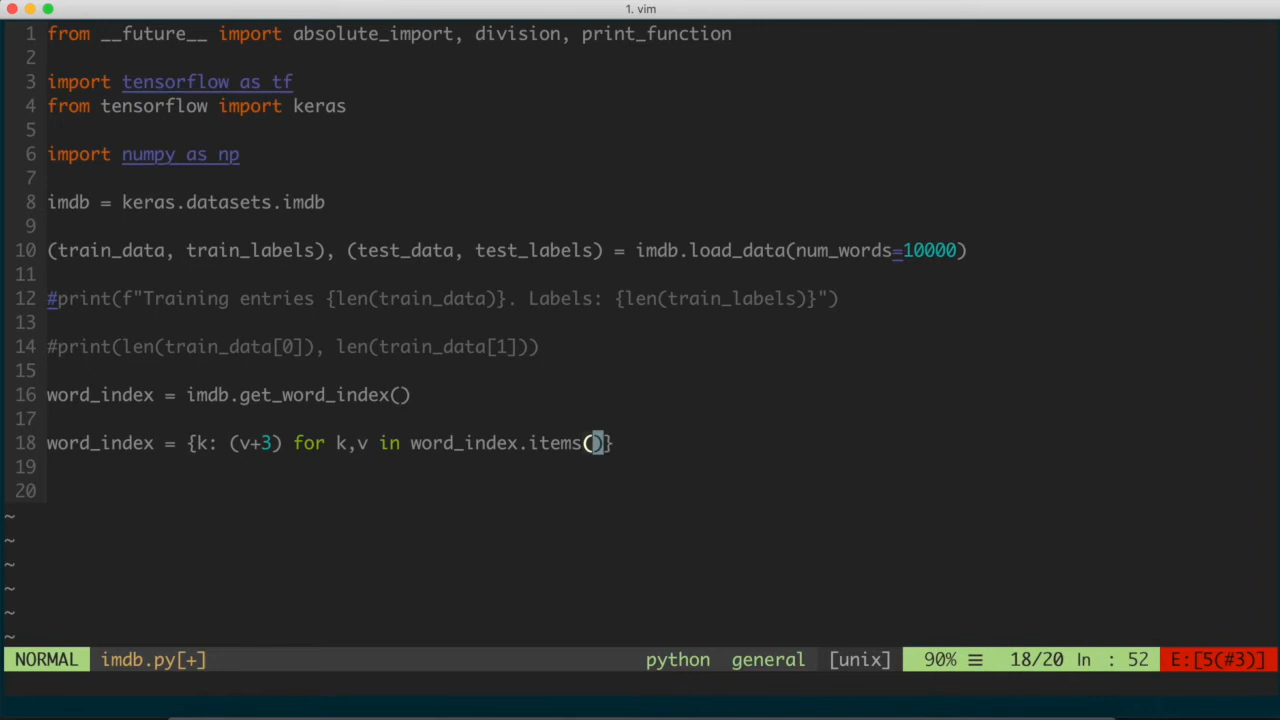 1. vim
1 from __future__ import absolute_import, division, print_function
2
3 import tensorflow as tf
4 from tensorflow import keras
5
6 import numpy as np
7
8 imdb = keras.datasets.imdb
9
10 (train_data, train_labels), (test_data, test_labels) = imdb.load_data(num_words=10000)
11
12 #print(f"Training entries {len(train_data)}. Labels: {len(train_labels)}")
13
14 #print(len(train_data[0]), len(train_data[1]))
15
16 word_index = imdb.get_word_index()
17
18 word_index = {k: (v+3) for k,v in word_index.items()}
19
20
~
~
~
~
~
~
NORMAL imdb.py[+] python general [unix] 90% ☰ 18/20 ln : 52 E:[5(#3)]